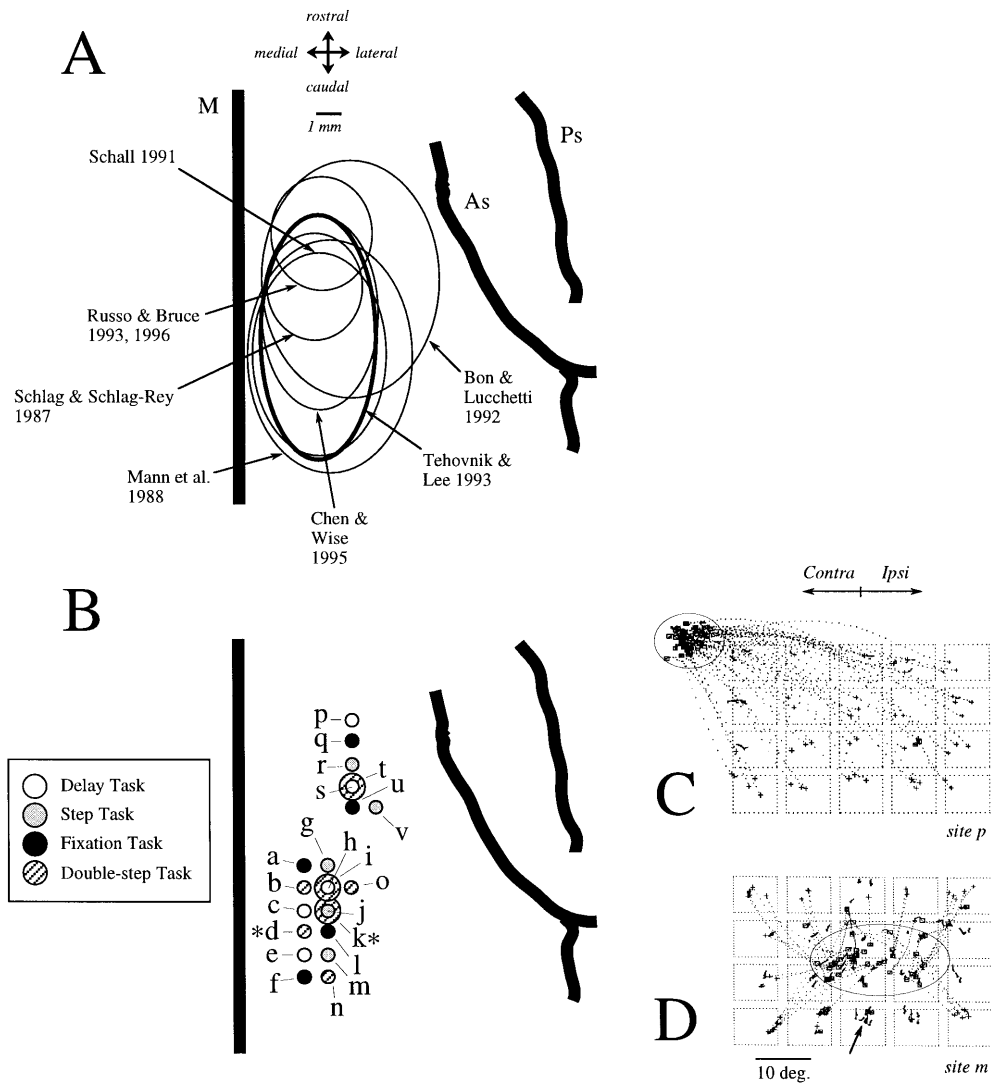 A
rostral
medial
lateral
caudal
1 mm
M
Ps
As
Schall 1991
Russo & Bruce
1993, 1996
Schlag & Schlag-Rey
1987
Bon &
Lucchetti
1992
Tehovnik &
Lee 1993
Mann et al.
1988
Chen &
Wise
1995
B
Delay Task
Step Task
Fixation Task
Double-step Task
p
q
r
s
t
u
v
g
h
i
a
b
o
c
j
*d
k*
e
l
f
m
n
Contra
Ipsi
C
site p
D
10 deg.
site m